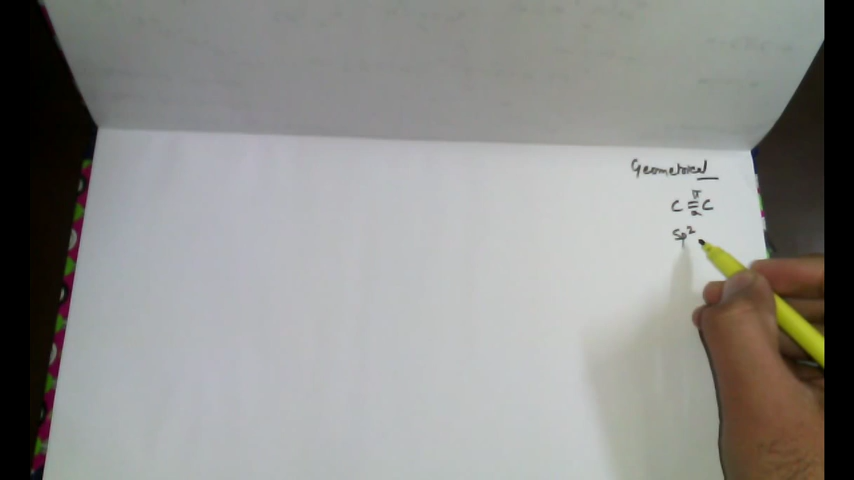 Geometrical
π
C = C
σ
sp²